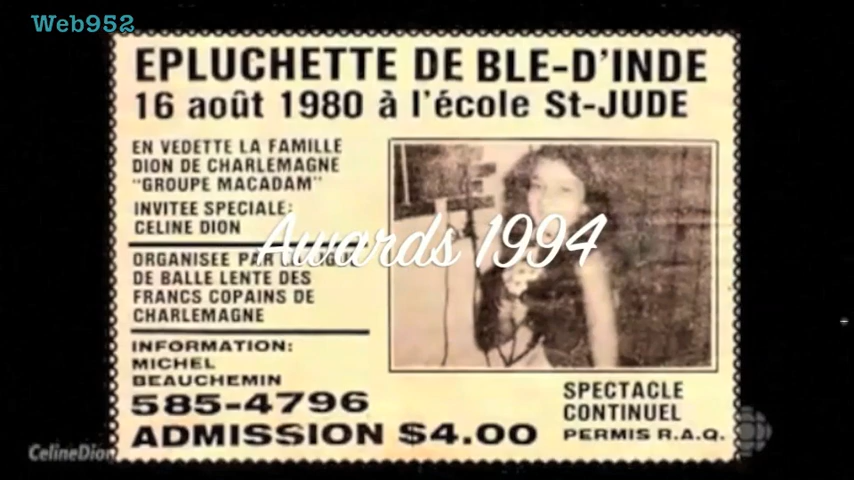 Web952
EPLUCHETTE DE BLE-D'INDE
16 août 1980 à l'école St-JUDE
EN VEDETTE LA FAMILLE
DION DE CHARLEMAGNE
"GROUPE MACADAM"
INVITEE SPECIALE:
CELINE DION
Awards 1994
ORGANISEE PAR
DE BALLE LENTE DES
FRANCS COPAINS DE
CHARLEMAGNE
INFORMATION:
MICHEL
BEAUCHEMIN
585-4796
ADMISSION $4.00
SPECTACLE
CONTINUEL
PERMIS R.A.Q.
CelineDion